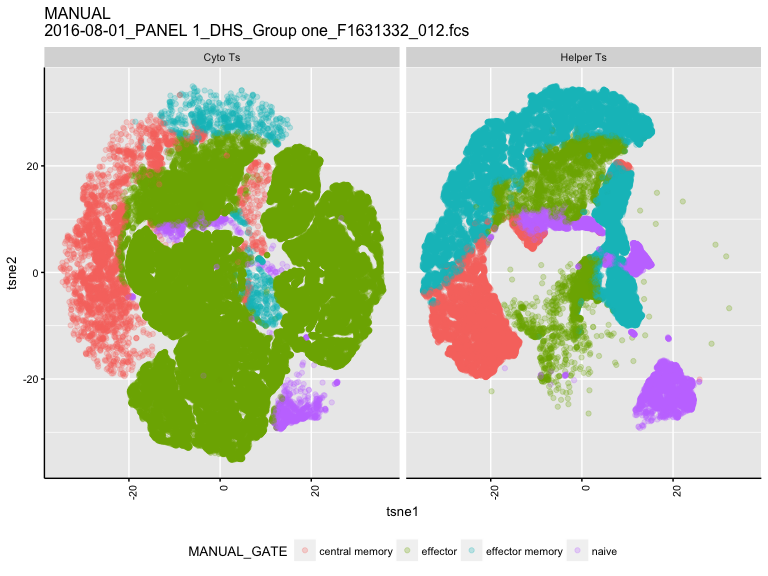 MANUAL
2016-08-01_PANEL 1_DHS_Group one_F1631332_012.fcs
Cyto Ts
Helper Ts
tsne2
20
0
-20
-20
0
20
-20
0
20
tsne1
MANUAL_GATE
central memory
effector
effector memory
naive